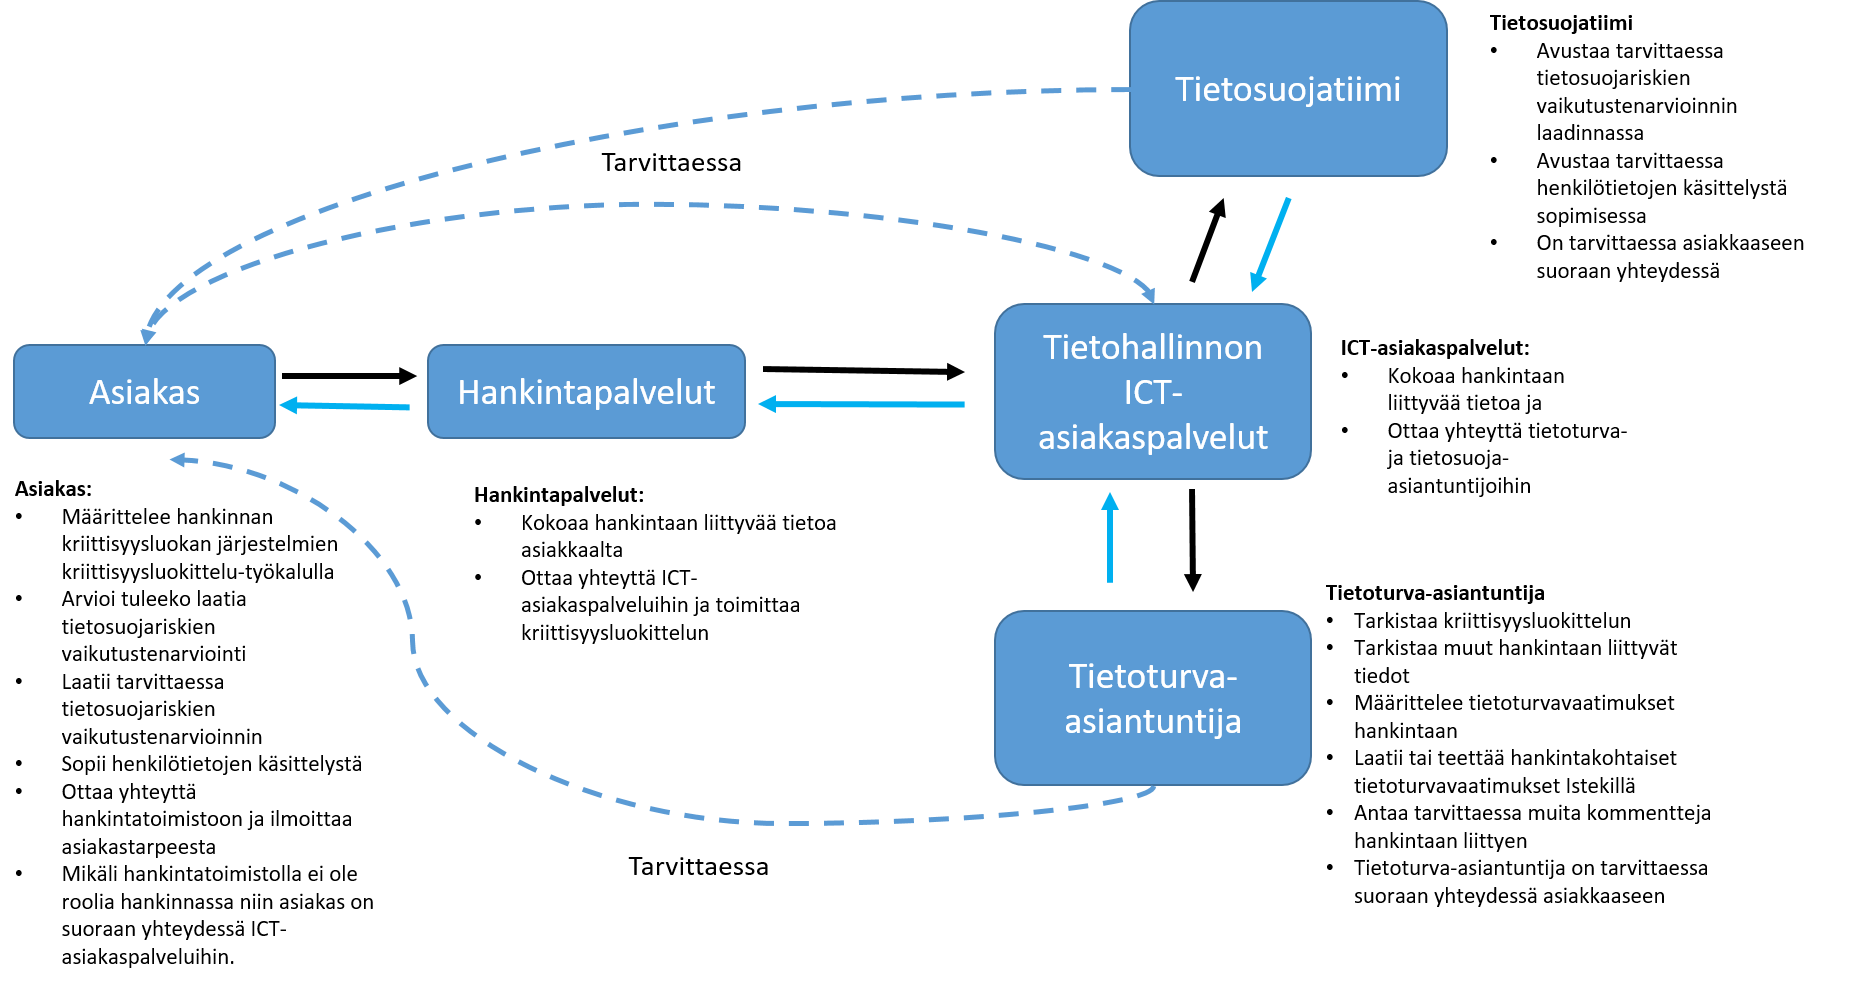 Tietosuojatiimi
Tietosuojatiimi
• Avustaa tarvittaessa
tietosuojariskien
vaikutustenarvioinnin
laadinnassa
• Avustaa tarvittaessa
henkilötietojen käsittelystä
sopimisessa
• On tarvittaessa asiakkaaseen
suoraan yhteydessä
Tarvittaessa
Asiakas
Hankintapalvelut
Tietohallinnon
ICT-
asiakaspalvelut
ICT-asiakaspalvelut:
• Kokoaa hankintaan
liittyvää tietoa ja
• Ottaa yhteyttä tietoturva-
ja tietosuoja-
asiantuntijoihin
Asiakas:
• Määrittelee hankinnan
kriittisyysluokan järjestelmien
kriittisyysluokittelu-työkalulla
• Arvioi tuleeko laatia
tietosuojariskien
vaikutustenarviointi
• Laatii tarvittaessa
tietosuojariskien
vaikutustenarvioinnin
• Sopii henkilötietojen käsittelystä
• Ottaa yhteyttä
hankintatoimistoon ja ilmoittaa
asiakastarpeesta
• Mikäli hankintatoimistolla ei ole
roolia hankinnassa niin asiakas on
suoraan yhteydessä ICT-
asiakaspalveluihin.
Hankintapalvelut:
• Kokoaa hankintaan liittyvää tietoa
asiakkaalta
• Ottaa yhteyttä ICT-
asiakaspalveluihin ja toimittaa
kriittisyysluokittelun
Tietoturva-
asiantuntija
Tietoturva-asiantuntija
• Tarkistaa kriittisyysluokittelun
• Tarkistaa muut hankintaan liittyvät
tiedot
• Määrittelee tietoturvavaatimukset
hankintaan
• Laatii tai teettää hankintakohtaiset
tietoturvavaatimukset Istekillä
• Antaa tarvittaessa muita kommentteja
hankintaan liittyen
• Tietoturva-asiantuntija on tarvittaessa
suoraan yhteydessä asiakkaaseen
Tarvittaessa